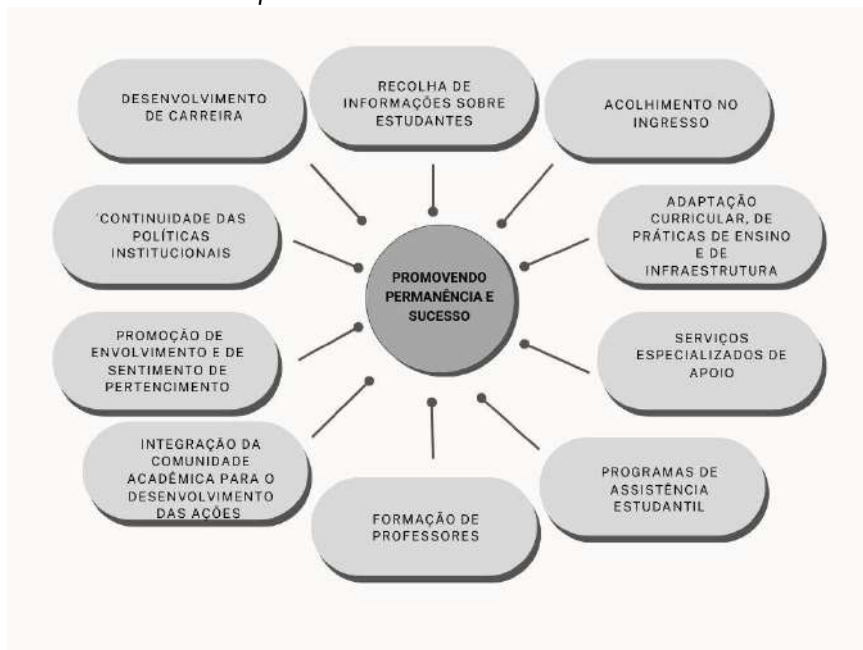 DESENVOLVIMENTO
DE CARREIRA
RECOLHA DE
INFORMAÇÕES SOBRE
ESTUDANTES
ACOLHIMENTO NO
INGRESSO
´CONTINUIDADE DAS
POLÍTICAS
INSTITUCIONAIS
ADAPTAÇÃO
CURRICULAR, DE
PRÁTICAS DE ENSINO
E DE
INFRAESTRUTURA
PROMOVENDO
PERMANÊNCIA E
SUCESSO
PROMOÇÃO DE
ENVOLVIMENTO E DE
SENTIMENTO DE
PERTENCIMENTO
SERVIÇOS
ESPECIALIZADOS DE
APOIO
INTEGRAÇÃO DA
COMUNIDADE
ACADÊMICA PARA O
DESENVOLVIMENTO
DAS AÇÕES
FORMAÇÃO DE
PROFESSORES
PROGRAMAS DE
ASSISTÊNCIA
ESTUDANTIL